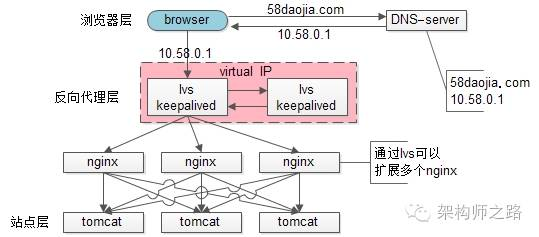 浏览器层
browser
58daojia.com
10.58.0.1
DNS-server
10.58.0.1
virtual IP
58daojia.com
10.58.0.1
反向代理层
lvs
keepalived
lvs
keepalived
nginx
nginx
nginx
通过lvs可以
扩展多个nginx
站点层
tomcat
tomcat
tomcat
架构师之路